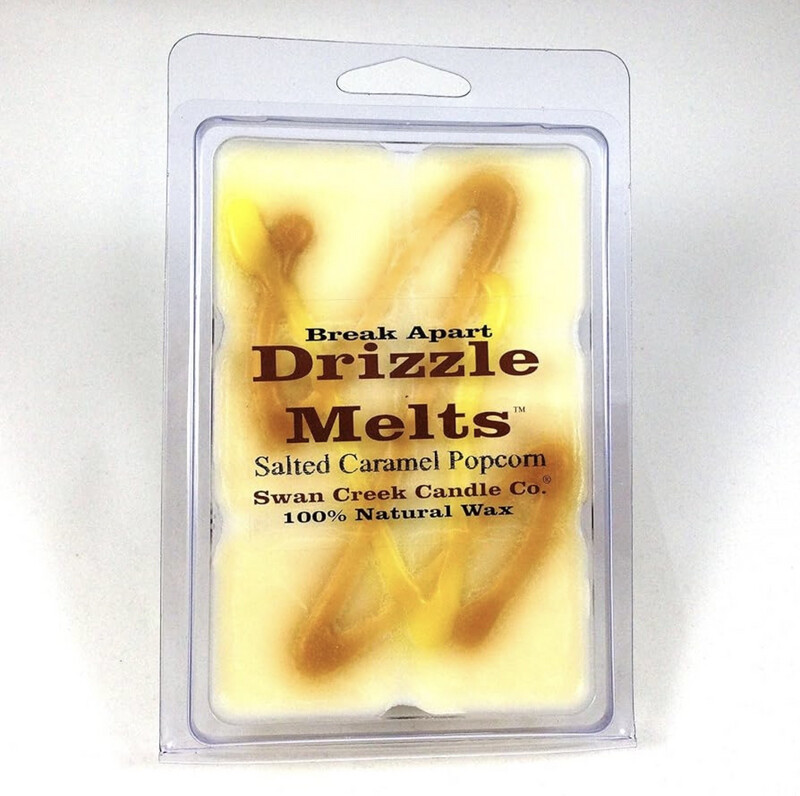 Break Apart
Drizzle
Melts™
Salted Caramel Popcorn
Swan Creek Candle Co.®
100% Natural Wax